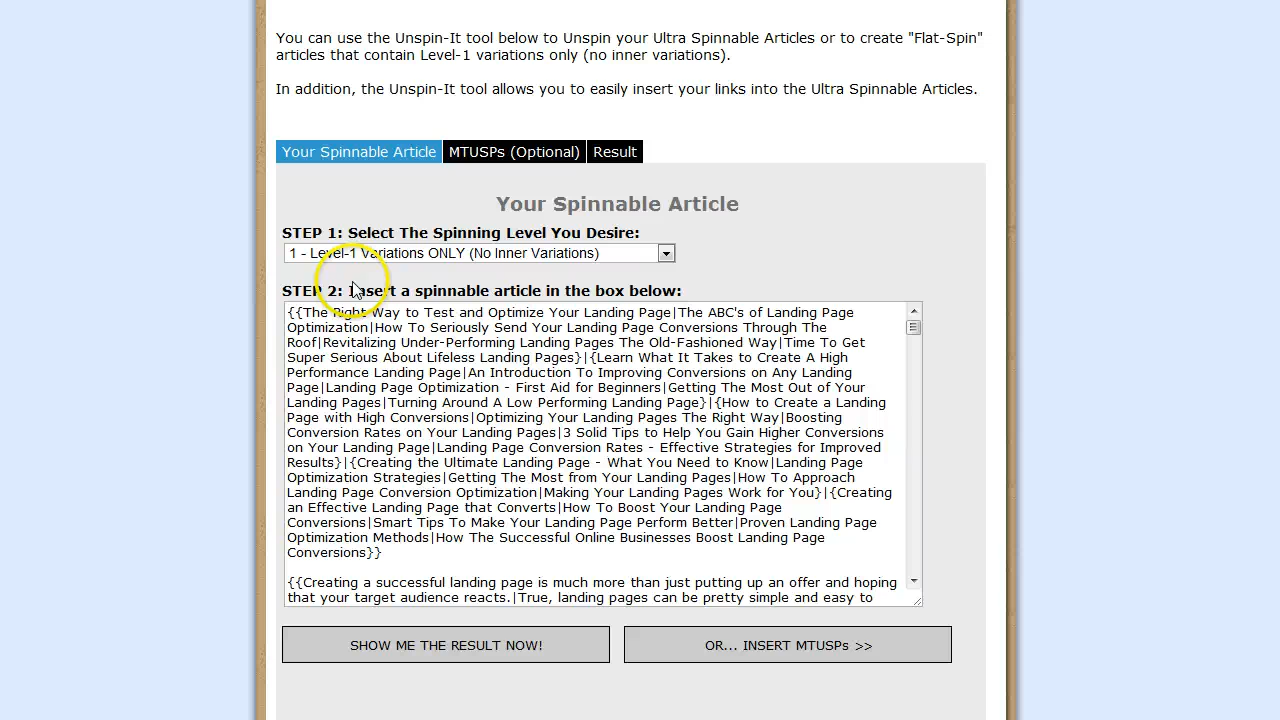 You can use the Unspin-It tool below to Unspin your Ultra Spinnable Articles or to create "Flat-Spin"
articles that contain Level-1 variations only (no inner variations).
In addition, the Unspin-It tool allows you to easily insert your links into the Ultra Spinnable Articles.
Your Spinnable Article MTUSPs (Optional) Result
Your Spinnable Article
STEP 1: Select The Spinning Level You Desire:
1 - Level-1 Variations ONLY (No Inner Variations)
STEP 2: Insert a spinnable article in the box below:
{{The Right Way to Test and Optimize Your Landing Page|The ABC's of Landing Page
Optimization|How To Seriously Send Your Landing Page Conversions Through The
Roof|Revitalizing Under-Performing Landing Pages The Old-Fashioned Way|Time To Get
Super Serious About Lifeless Landing Pages}|{Learn What It Takes to Create A High
Performance Landing Page|An Introduction To Improving Conversions on Any Landing
Page|Landing Page Optimization - First Aid for Beginners|Getting The Most Out of Your
Landing Pages|Turning Around A Low Performing Landing Page}|{How to Create a Landing
Page with High Conversions|Optimizing Your Landing Pages The Right Way|Boosting
Conversion Rates on Your Landing Pages|3 Solid Tips to Help You Gain Higher Conversions
on Your Landing Page|Landing Page Conversion Rates - Effective Strategies for Improved
Results}|{Creating the Ultimate Landing Page - What You Need to Know|Landing Page
Optimization Strategies|Getting The Most from Your Landing Pages|How To Approach
Landing Page Conversion Optimization|Making Your Landing Pages Work for You}|{Creating
an Effective Landing Page that Converts|How To Boost Your Landing Page
Conversions|Smart Tips To Make Your Landing Page Perform Better|Proven Landing Page
Optimization Methods|How The Successful Online Businesses Boost Landing Page
Conversions}}
{{Creating a successful landing page is much more than just putting up an offer and hoping
that your target audience reacts.|True, landing pages can be pretty simple and easy to
SHOW ME THE RESULT NOW! OR... INSERT MTUSPs >>